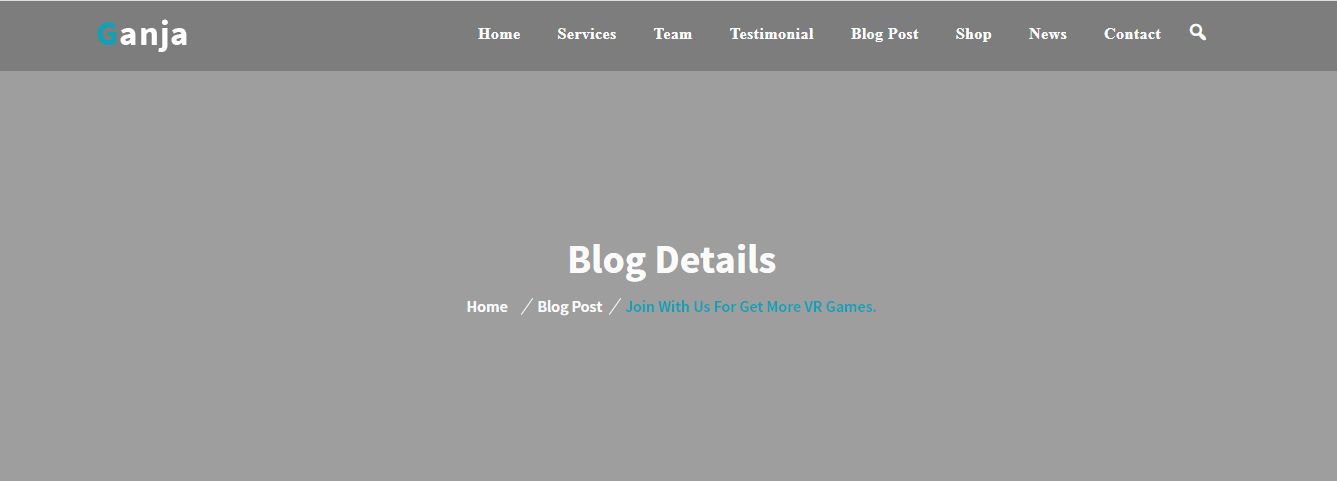 Ganja
Home Services Team Testimonial Blog Post Shop News Contact
Blog Details
Home / Blog Post / Join With Us For Get More VR Games.